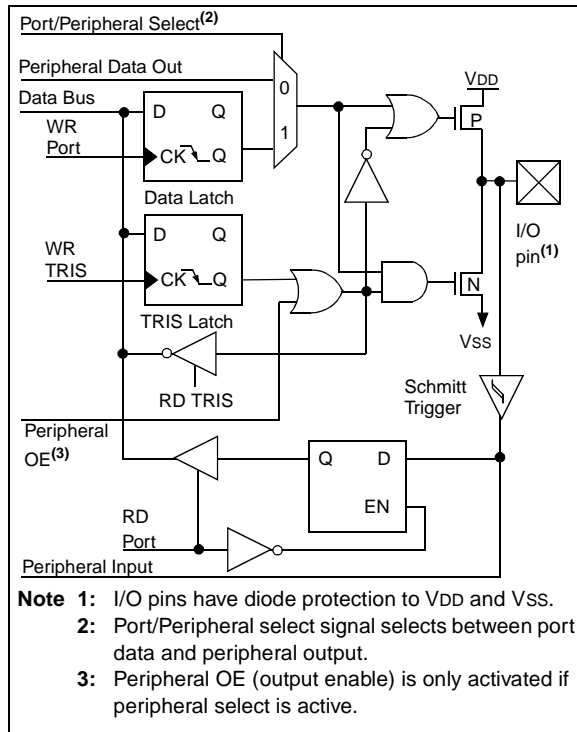 Port/Peripheral Select(2)
Peripheral Data Out
Data Bus
WR
Port
D
Q
CK
Q
Data Latch
0
1
VDD
P
I/O
pin(1)
WR
TRIS
D
Q
CK
Q
TRIS Latch
N
VSS
RD TRIS
Schmitt
Trigger
Peripheral
OE(3)
Q
D
EN
RD
Port
Peripheral Input
Note 1: I/O pins have diode protection to VDD and VSS.
2: Port/Peripheral select signal selects between port
data and peripheral output.
3: Peripheral OE (output enable) is only activated if
peripheral select is active.